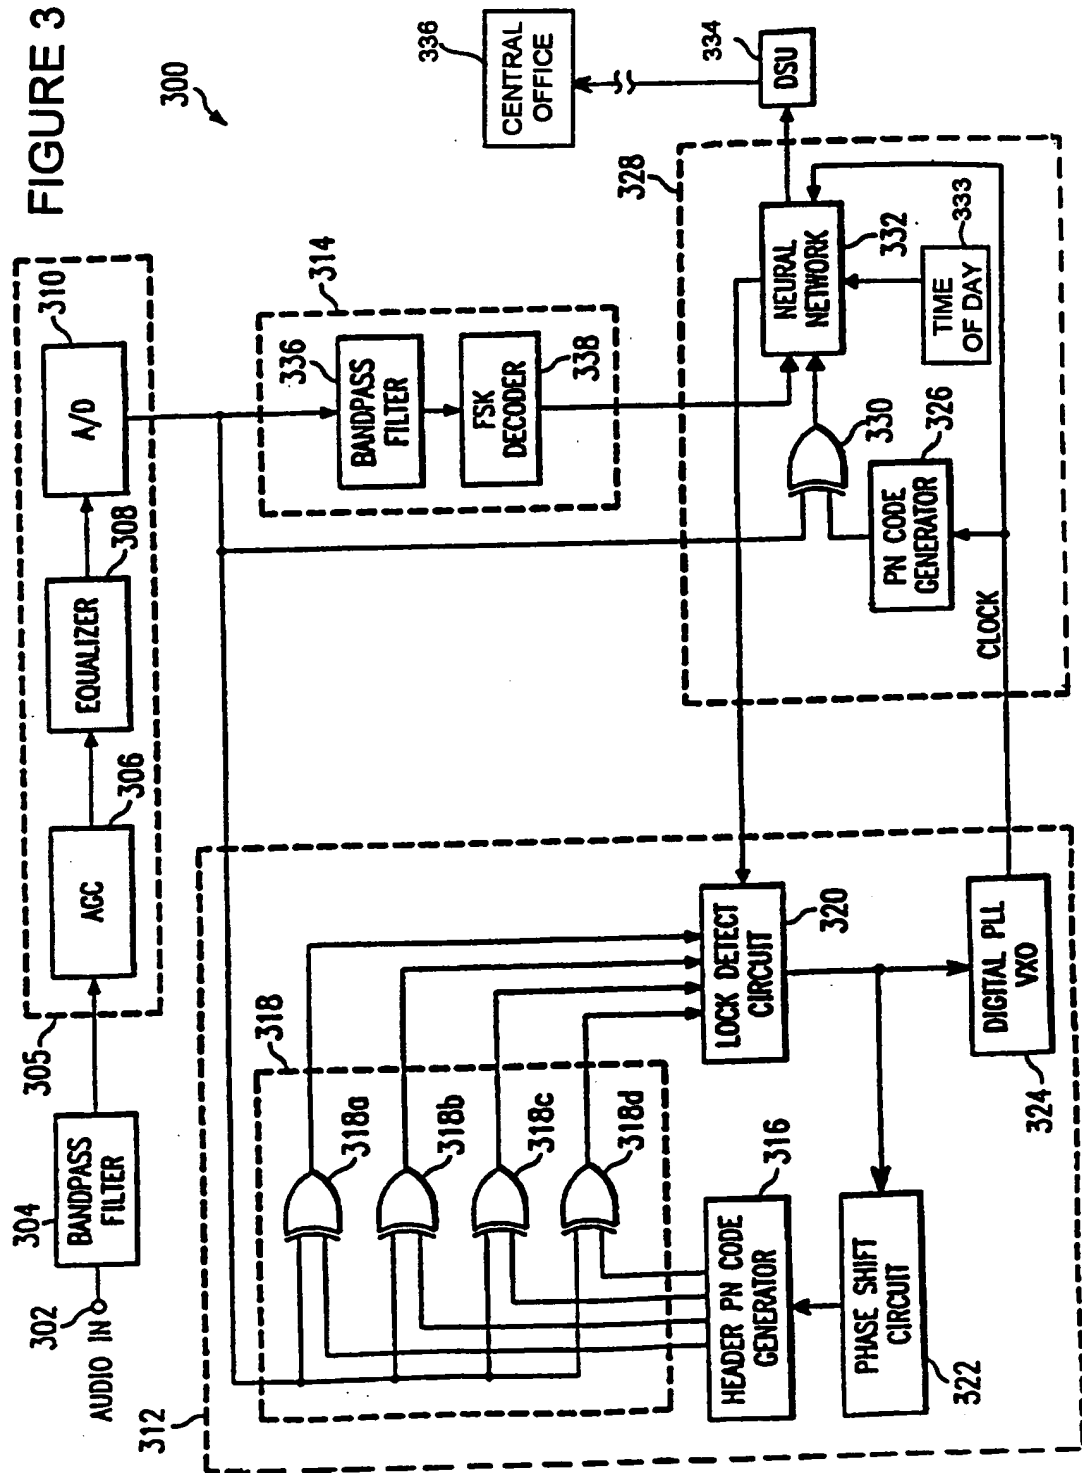 FIGURE 3
300
302
AUDIO IN
304
BANDPASS
FILTER
305
AGC
306
EQUALIZER
308
A/D
310
312
314
336
BANDPASS
FILTER
FSK
DECODER
338
318
318a
318b
318c
318d
HEADER PN CODE
GENERATOR
316
PHASE SHIFT
CIRCUIT
322
LOCK DETECT
CIRCUIT
320
DIGITAL PLL
VXO
324
CLOCK
328
330
PN CODE
GENERATOR
326
NEURAL
NETWORK
332
TIME
OF DAY
333
DSU
334
CENTRAL
OFFICE
336